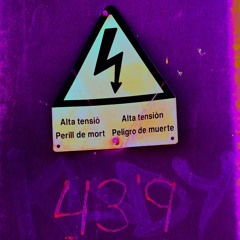 Alta tensió
Perill de mort
Alta tensión
Peligro de muerte
43'9